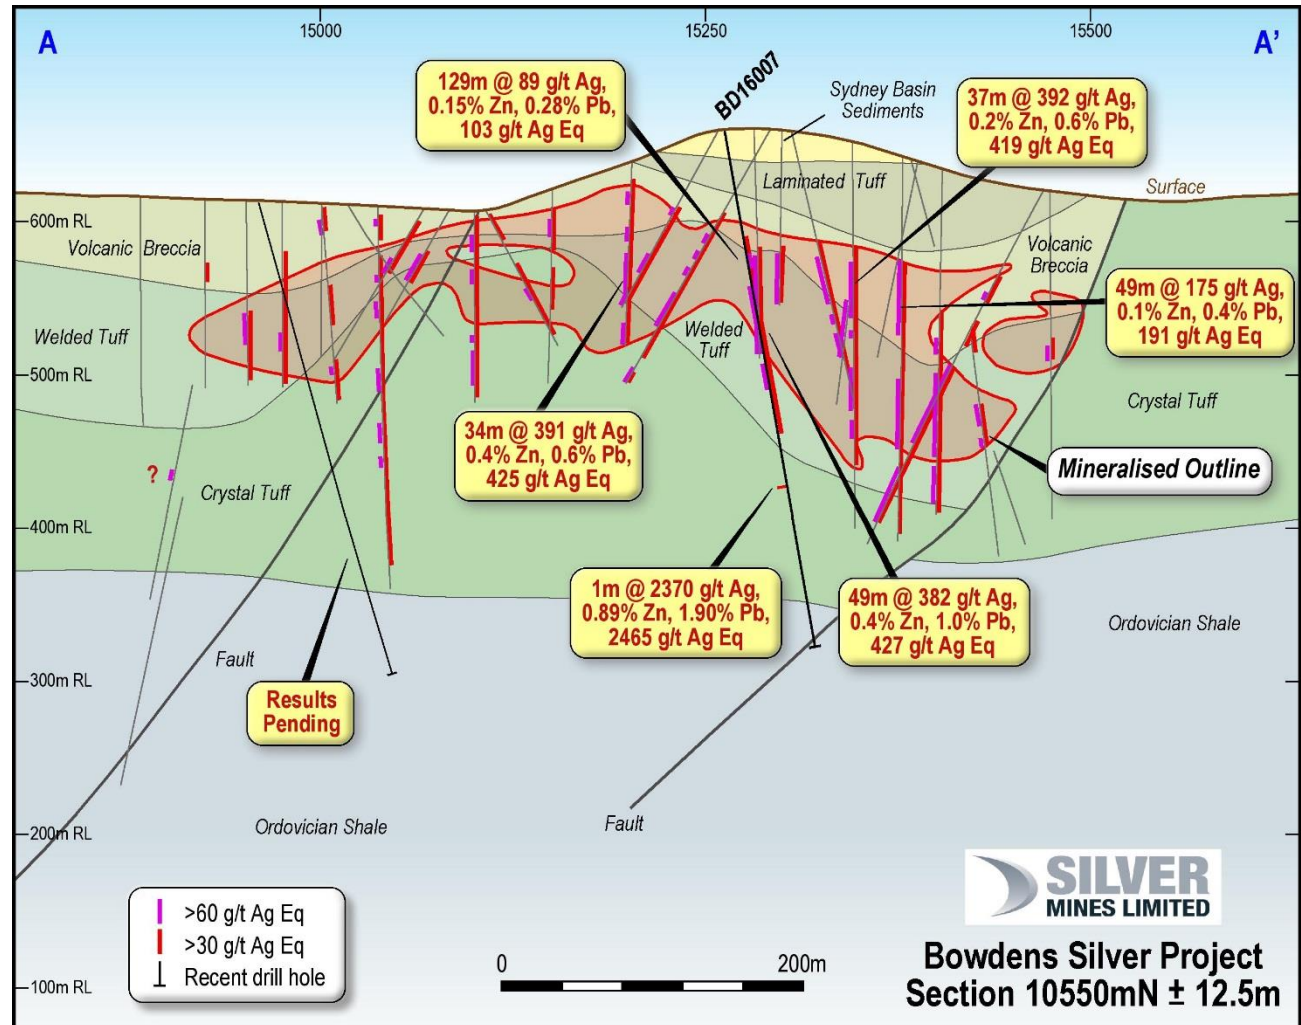 15000
15250
15500
A
A'
BD16007
129m @ 89 g/t Ag,
0.15% Zn, 0.28% Pb,
103 g/t Ag Eq
Sydney Basin
Sediments
37m @ 392 g/t Ag,
0.2% Zn, 0.6% Pb,
419 g/t Ag Eq
Laminated Tuff
Surface
600m RL
Volcanic Breccia
Volcanic
Breccia
49m @ 175 g/t Ag,
0.1% Zn, 0.4% Pb,
191 g/t Ag Eq
Welded Tuff
Welded
Tuff
500m RL
Crystal Tuff
34m @ 391 g/t Ag,
0.4% Zn, 0.6% Pb,
425 g/t Ag Eq
Mineralised Outline
?
Crystal Tuff
400m RL
1m @ 2370 g/t Ag,
0.89% Zn, 1.90% Pb,
2465 g/t Ag Eq
49m @ 382 g/t Ag,
0.4% Zn, 1.0% Pb,
427 g/t Ag Eq
Ordovician Shale
Fault
300m RL
Results
Pending
Ordovician Shale
Fault
200m RL
>60 g/t Ag Eq
>30 g/t Ag Eq
Recent drill hole
100m RL
0
200m
SILVER
MINES LIMITED
Bowdens Silver Project
Section 10550mN ± 12.5m